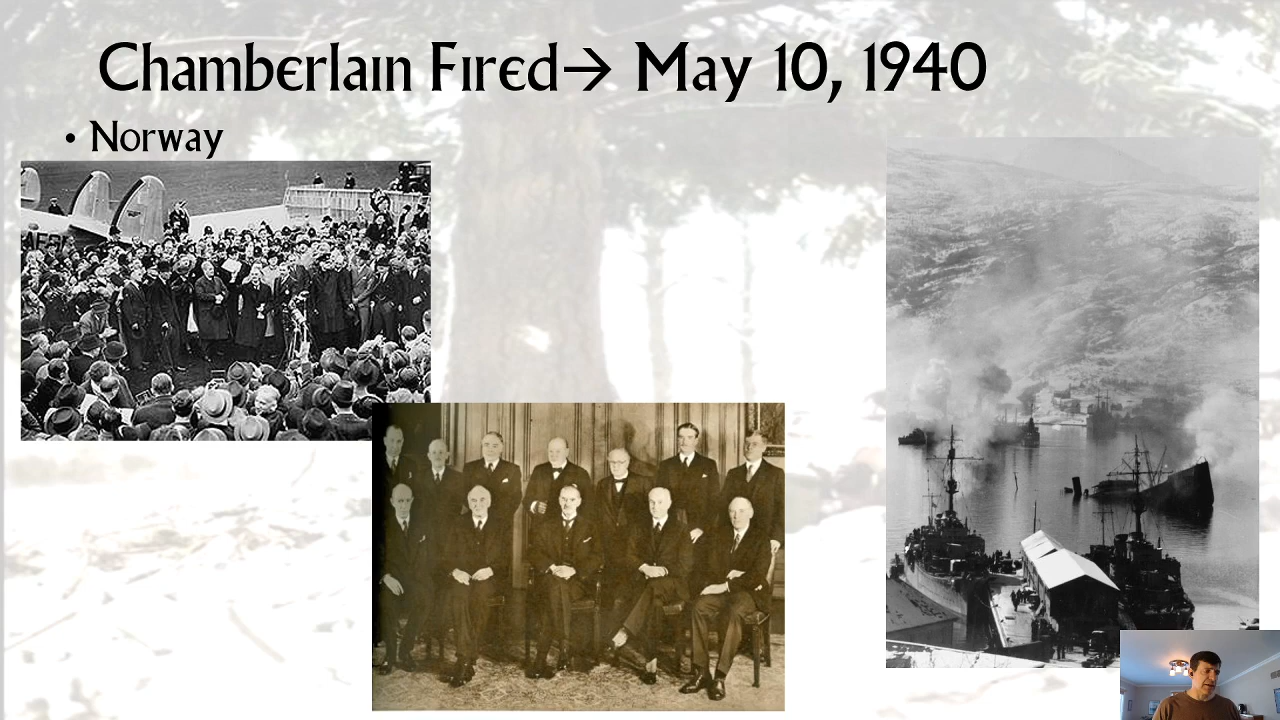 Chamberlain Fired→ May 10, 1940
• Norway